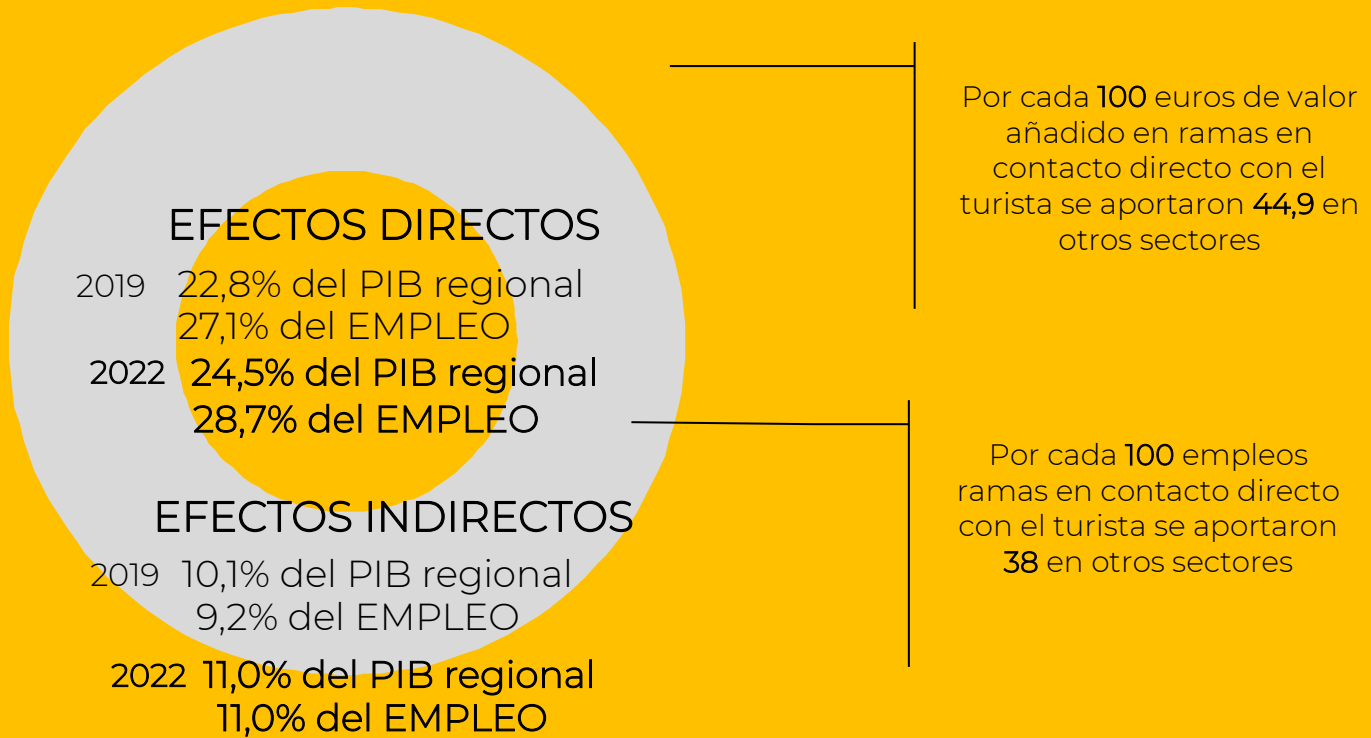 EFECTOS DIRECTOS
2019 22,8% del PIB regional
27,1% del EMPLEO
2022 24,5% del PIB regional
28,7% del EMPLEO
EFECTOS INDIRECTOS
2019 10,1% del PIB regional
9,2% del EMPLEO
2022 11,0% del PIB regional
11,0% del EMPLEO
Por cada 100 euros de valor
añadido en ramas en
contacto directo con el
turista se aportaron 44,9 en
otros sectores
Por cada 100 empleos
ramas en contacto directo
con el turista se aportaron
38 en otros sectores